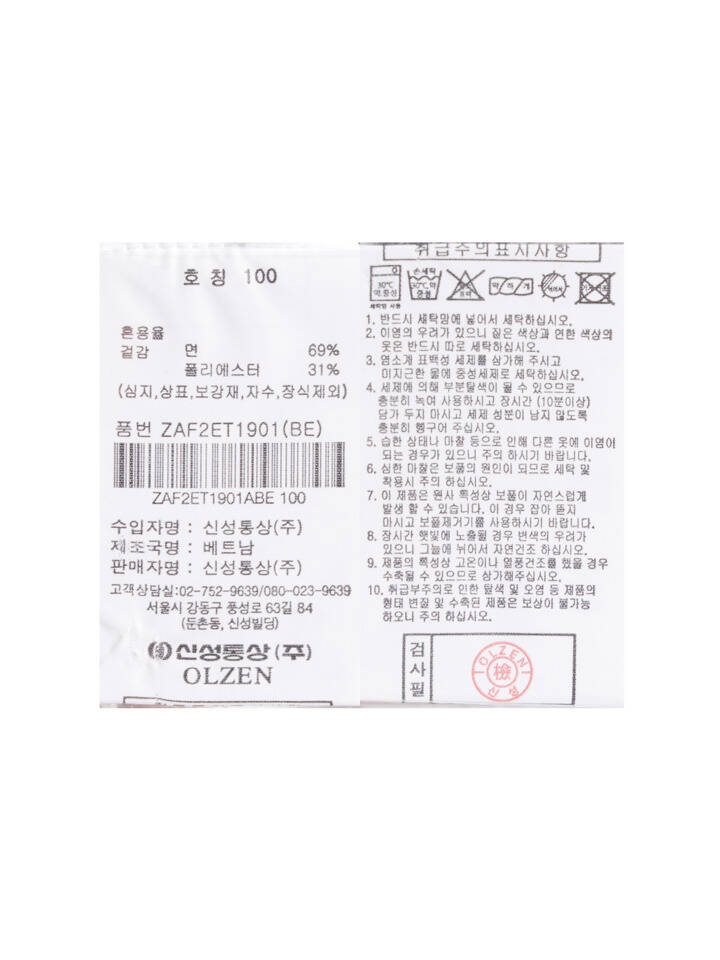 호 칭 100
혼용율
겉감 면 69%
폴리에스터 31%
(심지,상표,보강재,자수,장식제외)
품번 ZAF2ET1901(BE)
ZAF2ET1901ABE 100
수입자명 : 신성통상(주)
제조국명 : 베트남
판매자명 : 신성통상(주)
고객상담실:02-752-9639/080-023-9639
서울시 강동구 풍성로 63길 84
(둔촌동, 신성빌딩)
신성통상(주)
OLZEN
취급주의표시사항
30℃
약중성
세탁망 사용
손세탁
30℃,약
중성
약 하 게
1. 반드시 세탁망에 넣어서 세탁하십시오.
2. 이염의 우려가 있으니 짙은 색상과 연한 색상의
옷은 반드시 따로 세탁하십시오.
3. 염소계 표백성 세제를 삼가해 주시고
미지근한 물에 중성세제로 세탁하십시오.
4. 세제에 의해 부분탈색이 될 수 있으므로
충분히 녹여 사용하시고 장시간 (10분이상)
담가 두지 마시고 세제 성분이 남지 않도록
충분히 헹구어 주십시오.
5. 습한 상태나 마찰 등으로 인해 다른 옷에 이염어
되는 경우가 있으니 주의 하시기 바랍니다.
6. 심한 마찰은 보풀의 원인이 되므로 세탁 및
착용시 주의 하십시오.
7. 이 제품은 원사 특성상 보풀이 자연스럽게
발생 할 수 있습니다. 이 경우 잡아 뜯지
마시고 보풀제거기를 사용하시기 바랍니다.
8. 장시간 햇빛에 노출될 경우 변색의 우려가
있으니 그늘에 뉘어서 자연건조 하십시오.
9. 제품의 특성상 고온이나 열풍건조를 했을 경우
수축될 수 있으므로 삼가해주십시오.
10. 취급부주의로 인한 탈색 및 오염 등 제품의
형태 변질 및 수축된 제품은 보상이 불가능
하오니 주의 하십시오.
검사필
OLZEN
檢
신성